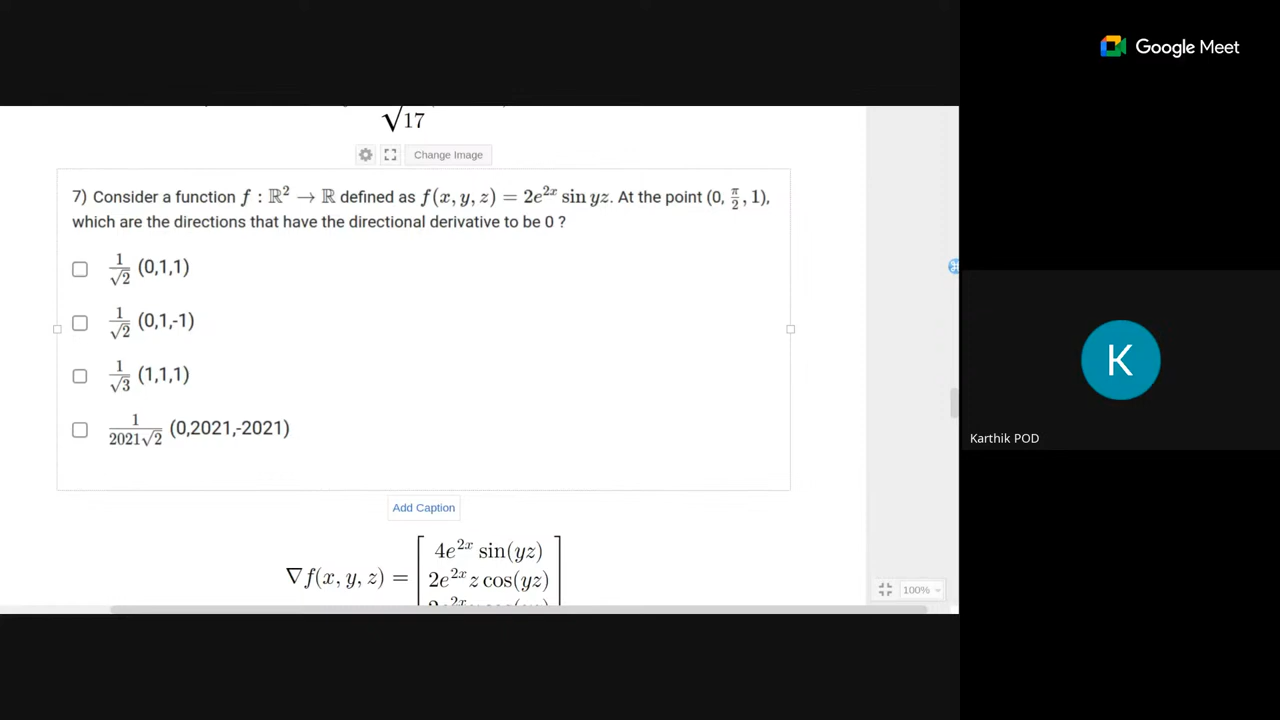 Google Meet
√17
Change Image
7) Consider a function f : ℝ² → ℝ defined as f(x, y, z) = 2e^{2x} sin yz. At the point (0, π/2, 1),
which are the directions that have the directional derivative to be 0 ?
1/√2 (0,1,1)
1/√2 (0,1,-1)
1/√3 (1,1,1)
1/2021√2 (0,2021,-2021)
Add Caption
∇f(x, y, z) = [ 4e^{2x} sin(yz)
2e^{2x} z cos(yz)
100%
K
Karthik POD